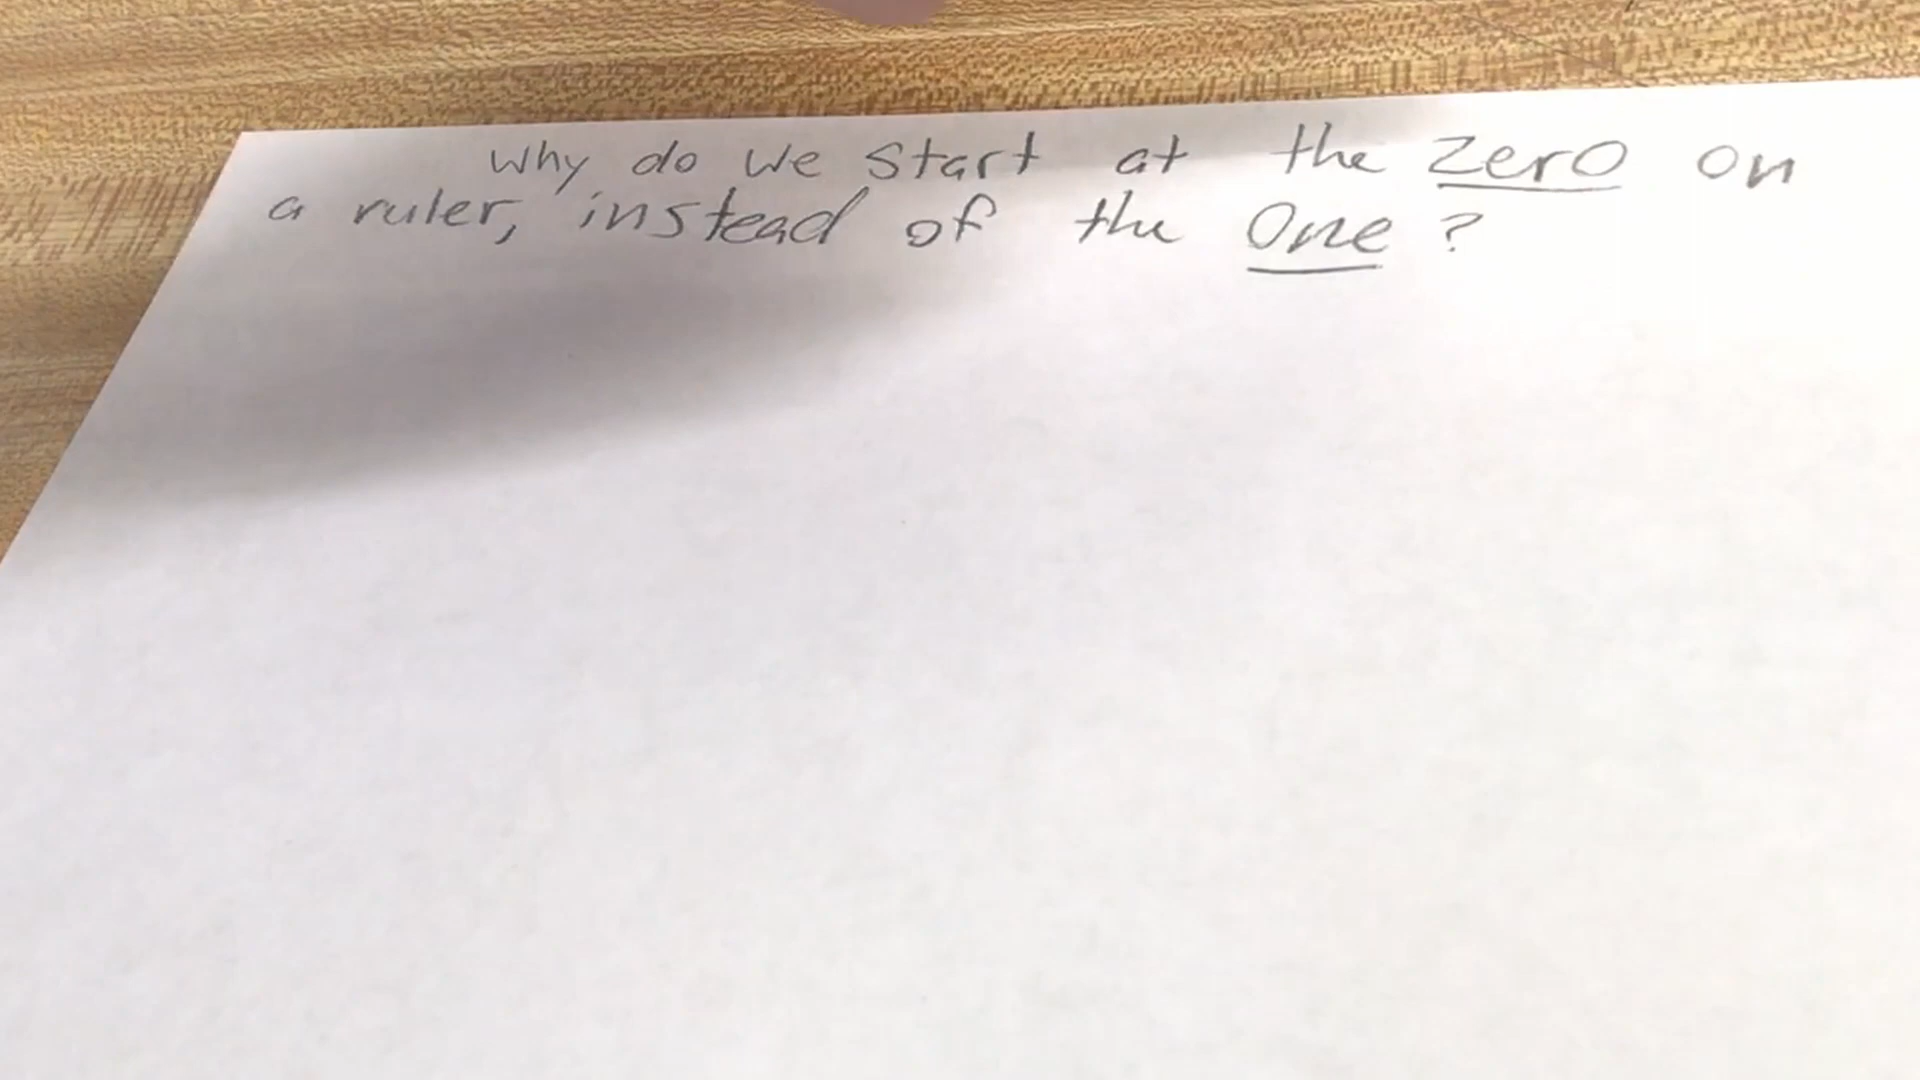 Why do we start at the zero on
a ruler, instead of the one?